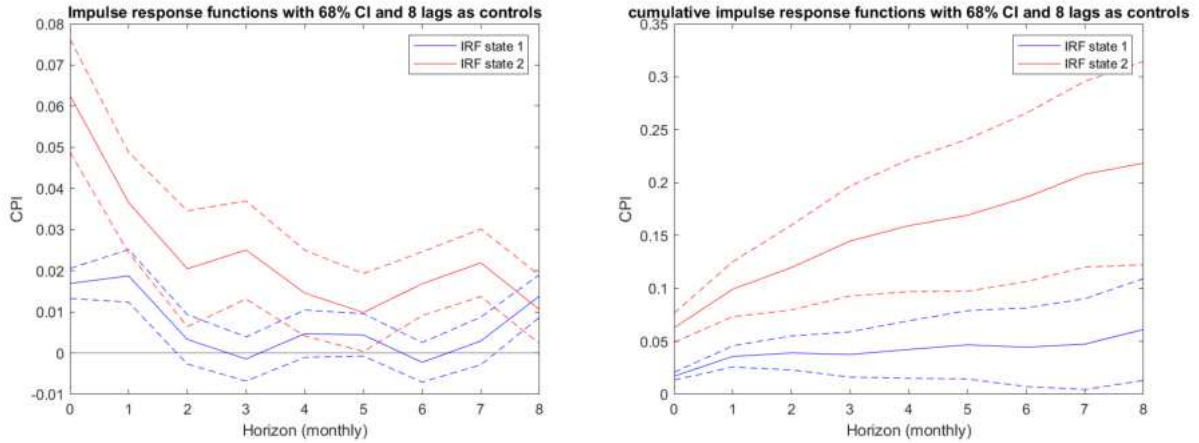 Impulse response functions with 68% CI and 8 lags as controls
IRF state 1
IRF state 2
0.08
0.07
0.06
0.05
0.04
0.03
0.02
0.01
0
-0.01
CPI
0 1 2 3 4 5 6 7 8
Horizon (monthly)
cumulative impulse response functions with 68% CI and 8 lags as controls
IRF state 1
IRF state 2
0.35
0.3
0.25
0.2
0.15
0.1
0.05
0
CPI
0 1 2 3 4 5 6 7 8
Horizon (monthly)